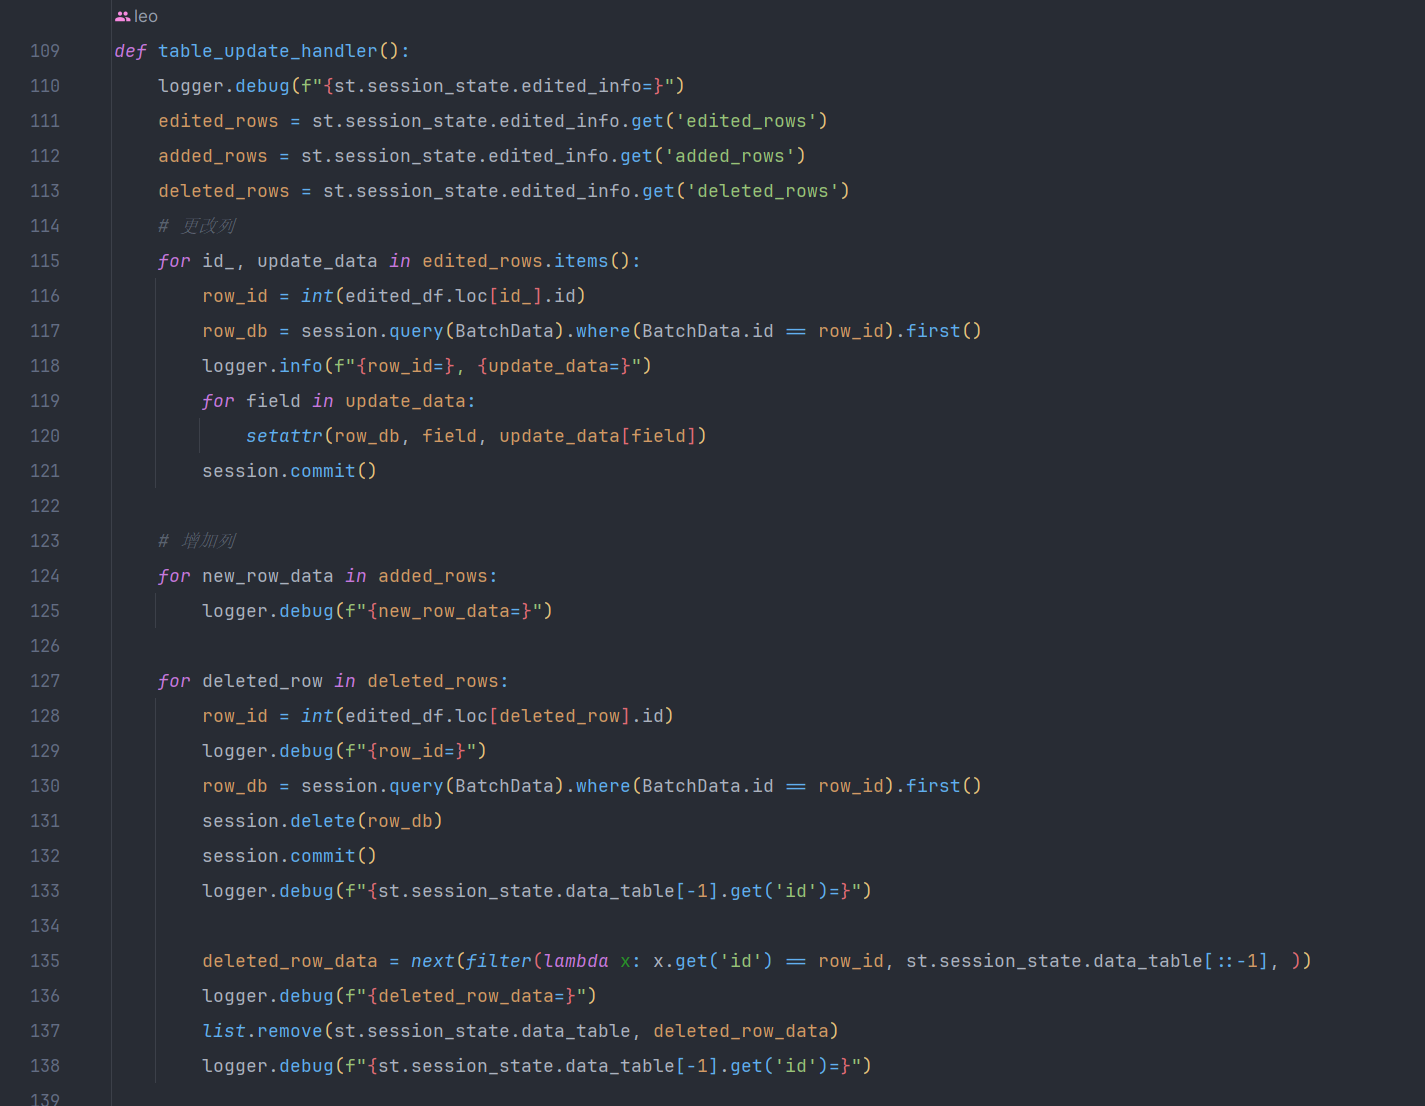 leo
109 def table_update_handler():
110 logger.debug(f"{st.session_state.edited_info=}")
111 edited_rows = st.session_state.edited_info.get('edited_rows')
112 added_rows = st.session_state.edited_info.get('added_rows')
113 deleted_rows = st.session_state.edited_info.get('deleted_rows')
114 # 更改列
115 for id_, update_data in edited_rows.items():
116 row_id = int(edited_df.loc[id_].id)
117 row_db = session.query(BatchData).where(BatchData.id == row_id).first()
118 logger.info(f"{row_id=}, {update_data=}")
119 for field in update_data:
120 setattr(row_db, field, update_data[field])
121 session.commit()
122
123 # 增加列
124 for new_row_data in added_rows:
125 logger.debug(f"{new_row_data=}")
126
127 for deleted_row in deleted_rows:
128 row_id = int(edited_df.loc[deleted_row].id)
129 logger.debug(f"{row_id=}")
130 row_db = session.query(BatchData).where(BatchData.id == row_id).first()
131 session.delete(row_db)
132 session.commit()
133 logger.debug(f"{st.session_state.data_table[-1].get('id')=}")
134
135 deleted_row_data = next(filter(lambda x: x.get('id') == row_id, st.session_state.data_table[::-1], ))
136 logger.debug(f"{deleted_row_data=}")
137 list.remove(st.session_state.data_table, deleted_row_data)
138 logger.debug(f"{st.session_state.data_table[-1].get('id')=}")
139